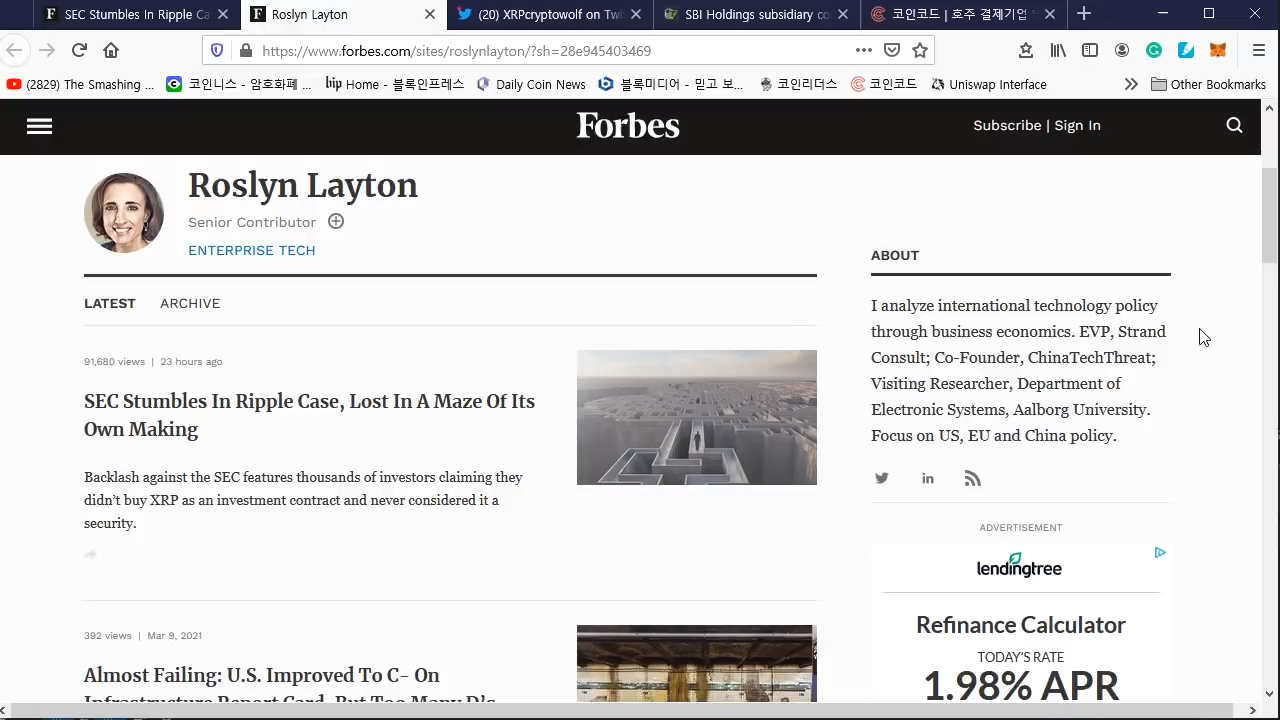 SEC Stumbles In Ripple Ca
Roslyn Layton
(20) XRPcryptowolf on Twi
SBI Holdings subsidiary co
코인코드 | 호주 결제기업
https://www.forbes.com/sites/roslynlayton/?sh=28e945403469
(2829) The Smashing ...
코인니스 - 암호화폐 ...
Home - 블록인프레스
Daily Coin News
블록미디어 - 믿고 보...
코인리더스
코인코드
Uniswap Interface
Other Bookmarks
Forbes
Subscribe | Sign In
Roslyn Layton
Senior Contributor
ENTERPRISE TECH
LATEST ARCHIVE
91,680 views | 23 hours ago
SEC Stumbles In Ripple Case, Lost In A Maze Of Its
Own Making
Backlash against the SEC features thousands of investors claiming they
didn't buy XRP as an investment contract and never considered it a
security.
392 views | Mar 9, 2021
Almost Failing: U.S. Improved To C- On
Infrastructure Report Card, But Too Many D's
ABOUT
I analyze international technology policy
through business economics. EVP, Strand
Consult; Co-Founder, ChinaTechThreat;
Visiting Researcher, Department of
Electronic Systems, Aalborg University.
Focus on US, EU and China policy.
ADVERTISEMENT
lendingtree
Refinance Calculator
TODAY'S RATE
1.98% APR